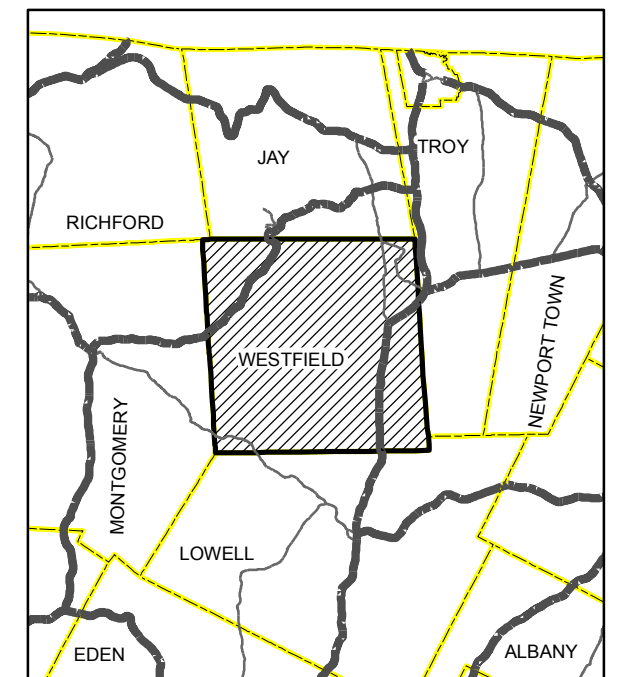 JAY
TROY
RICHFORD
WESTFIELD
NEWPORT TOWN
MONTGOMERY
LOWELL
EDEN
ALBANY